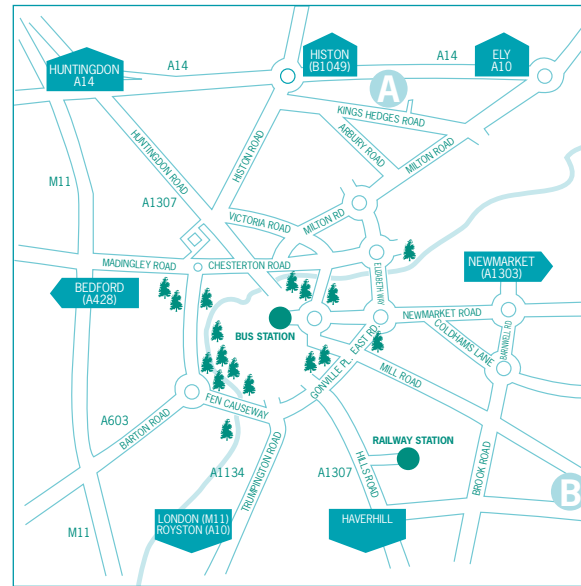 HUNTINGDON
A14
A14
HISTON
(B1049)
A14
ELY
A10
A
KINGS HEDGES ROAD
ARBURY ROAD
MILTON ROAD
HISTON ROAD
HUNTINGDON ROAD
M11
A1307
VICTORIA ROAD
MILTON RD
MADINGLEY ROAD
CHESTERTON ROAD
ELIZABETH WAY
NEWMARKET
(A1303)
BEDFORD
(A428)
BUS STATION
NEWMARKET ROAD
COLDHAMS LANE
BARNWELL RD
EAST RD
GONVILLE PL.
MILL ROAD
FEN CAUSEWAY
A603
BARTON ROAD
TRUMPINGTON ROAD
RAILWAY STATION
A1134
A1307
HILLS ROAD
BROOK ROAD
B
M11
LONDON (M11)
ROYSTON (A10)
HAVERHILL